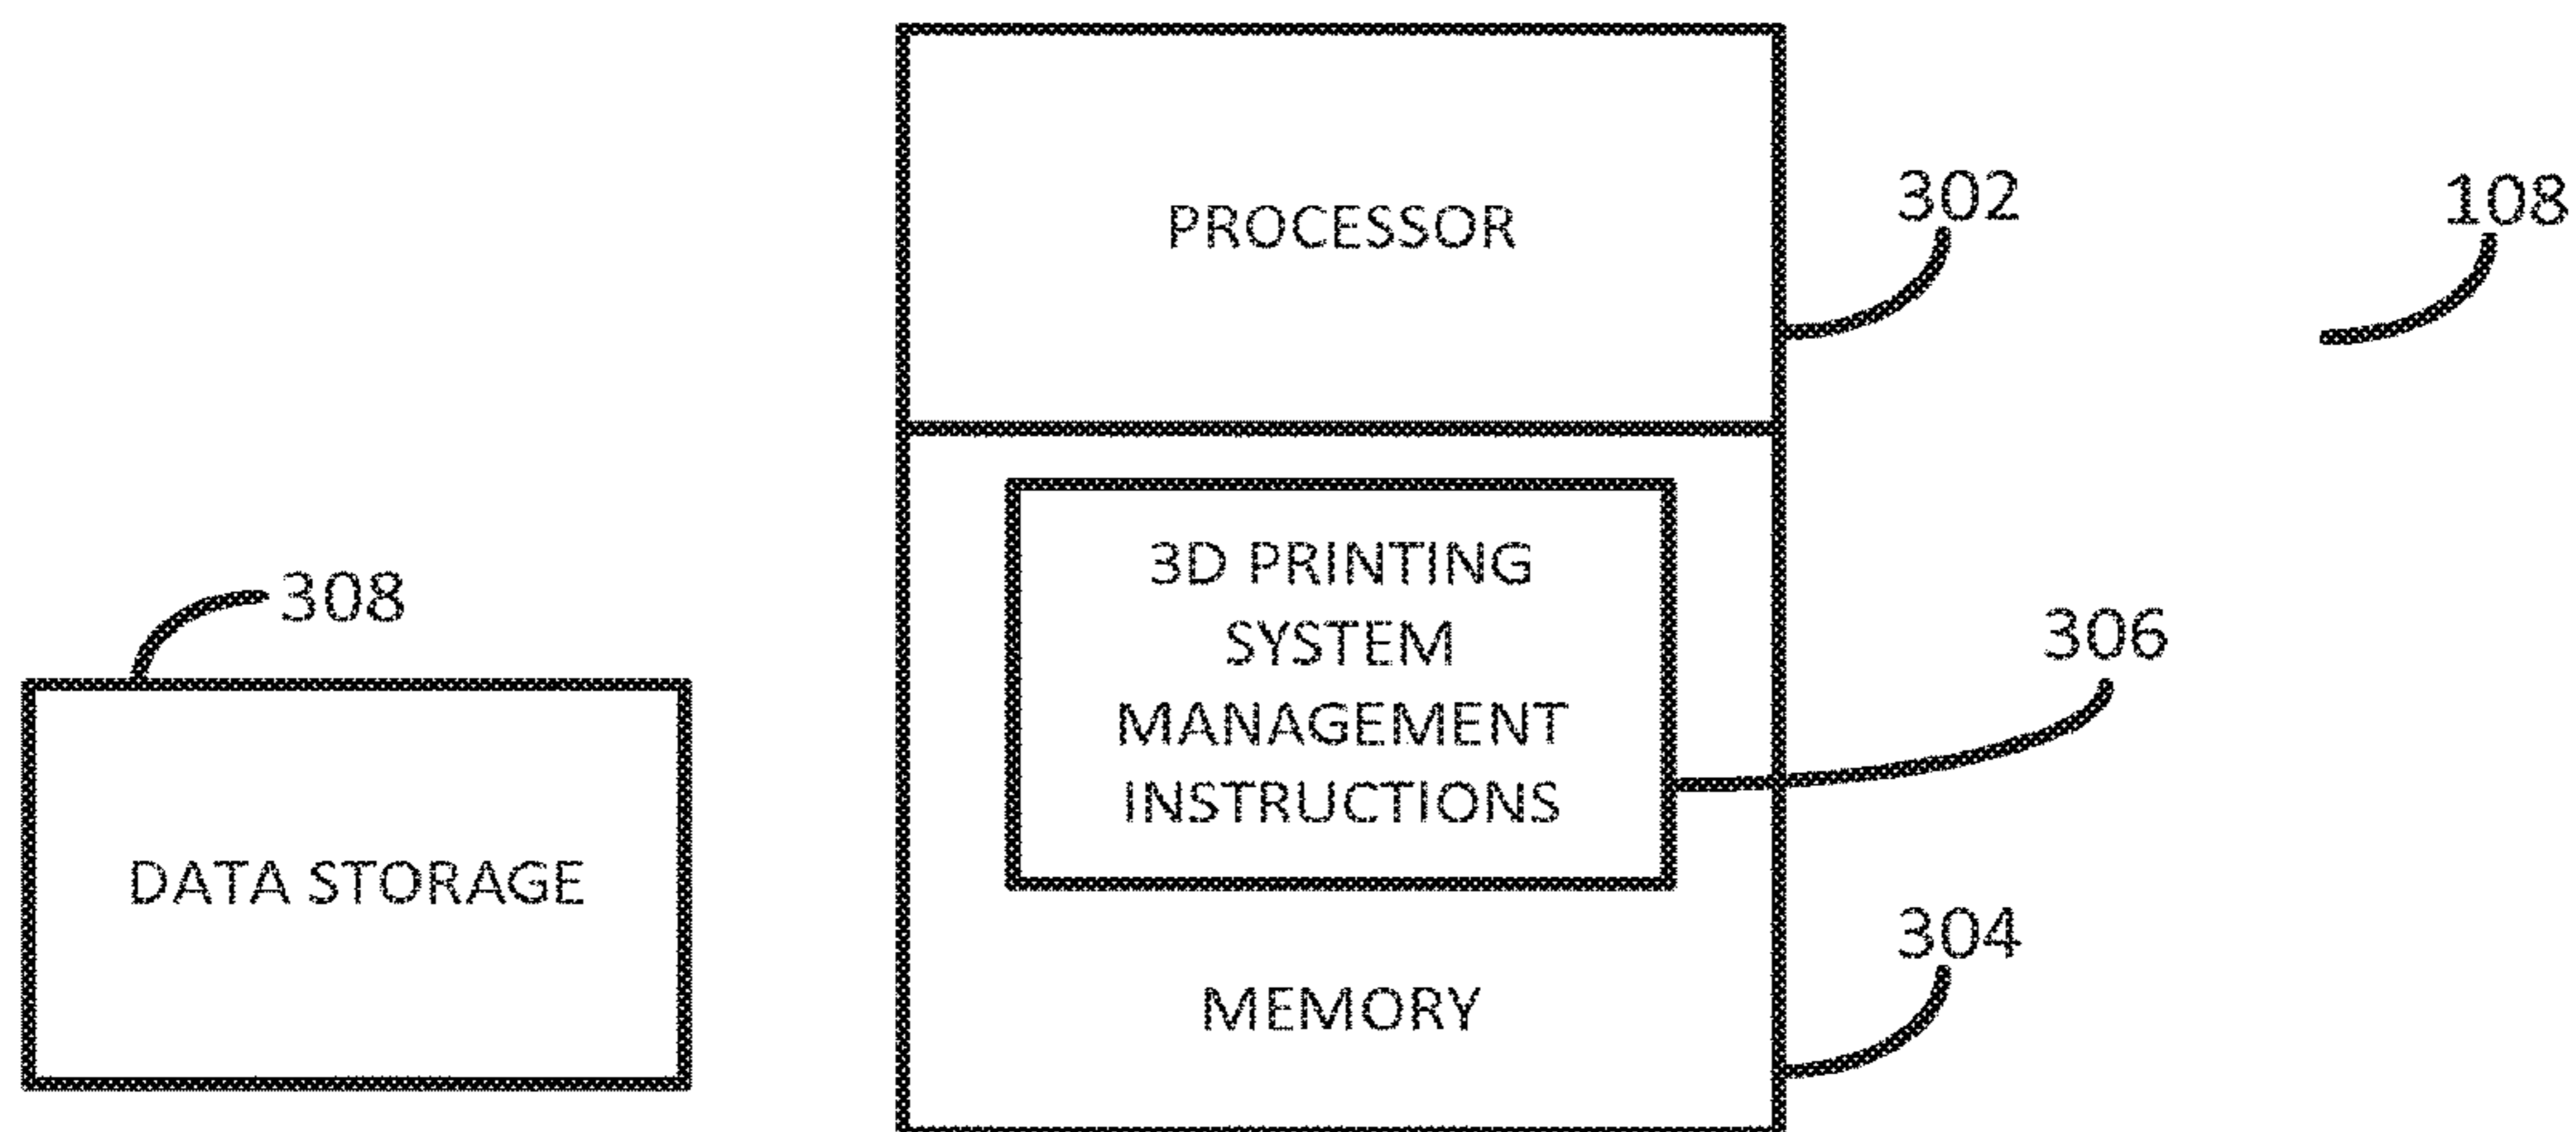 PROCESSOR
302
108
3D PRINTING
SYSTEM
MANAGEMENT
INSTRUCTIONS
308
306
DATA STORAGE
304
MEMORY